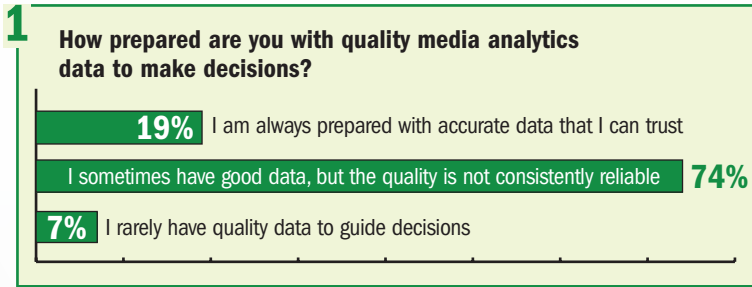 1
How prepared are you with quality media analytics
data to make decisions?
19% I am always prepared with accurate data that I can trust
I sometimes have good data, but the quality is not consistently reliable 74%
7% I rarely have quality data to guide decisions